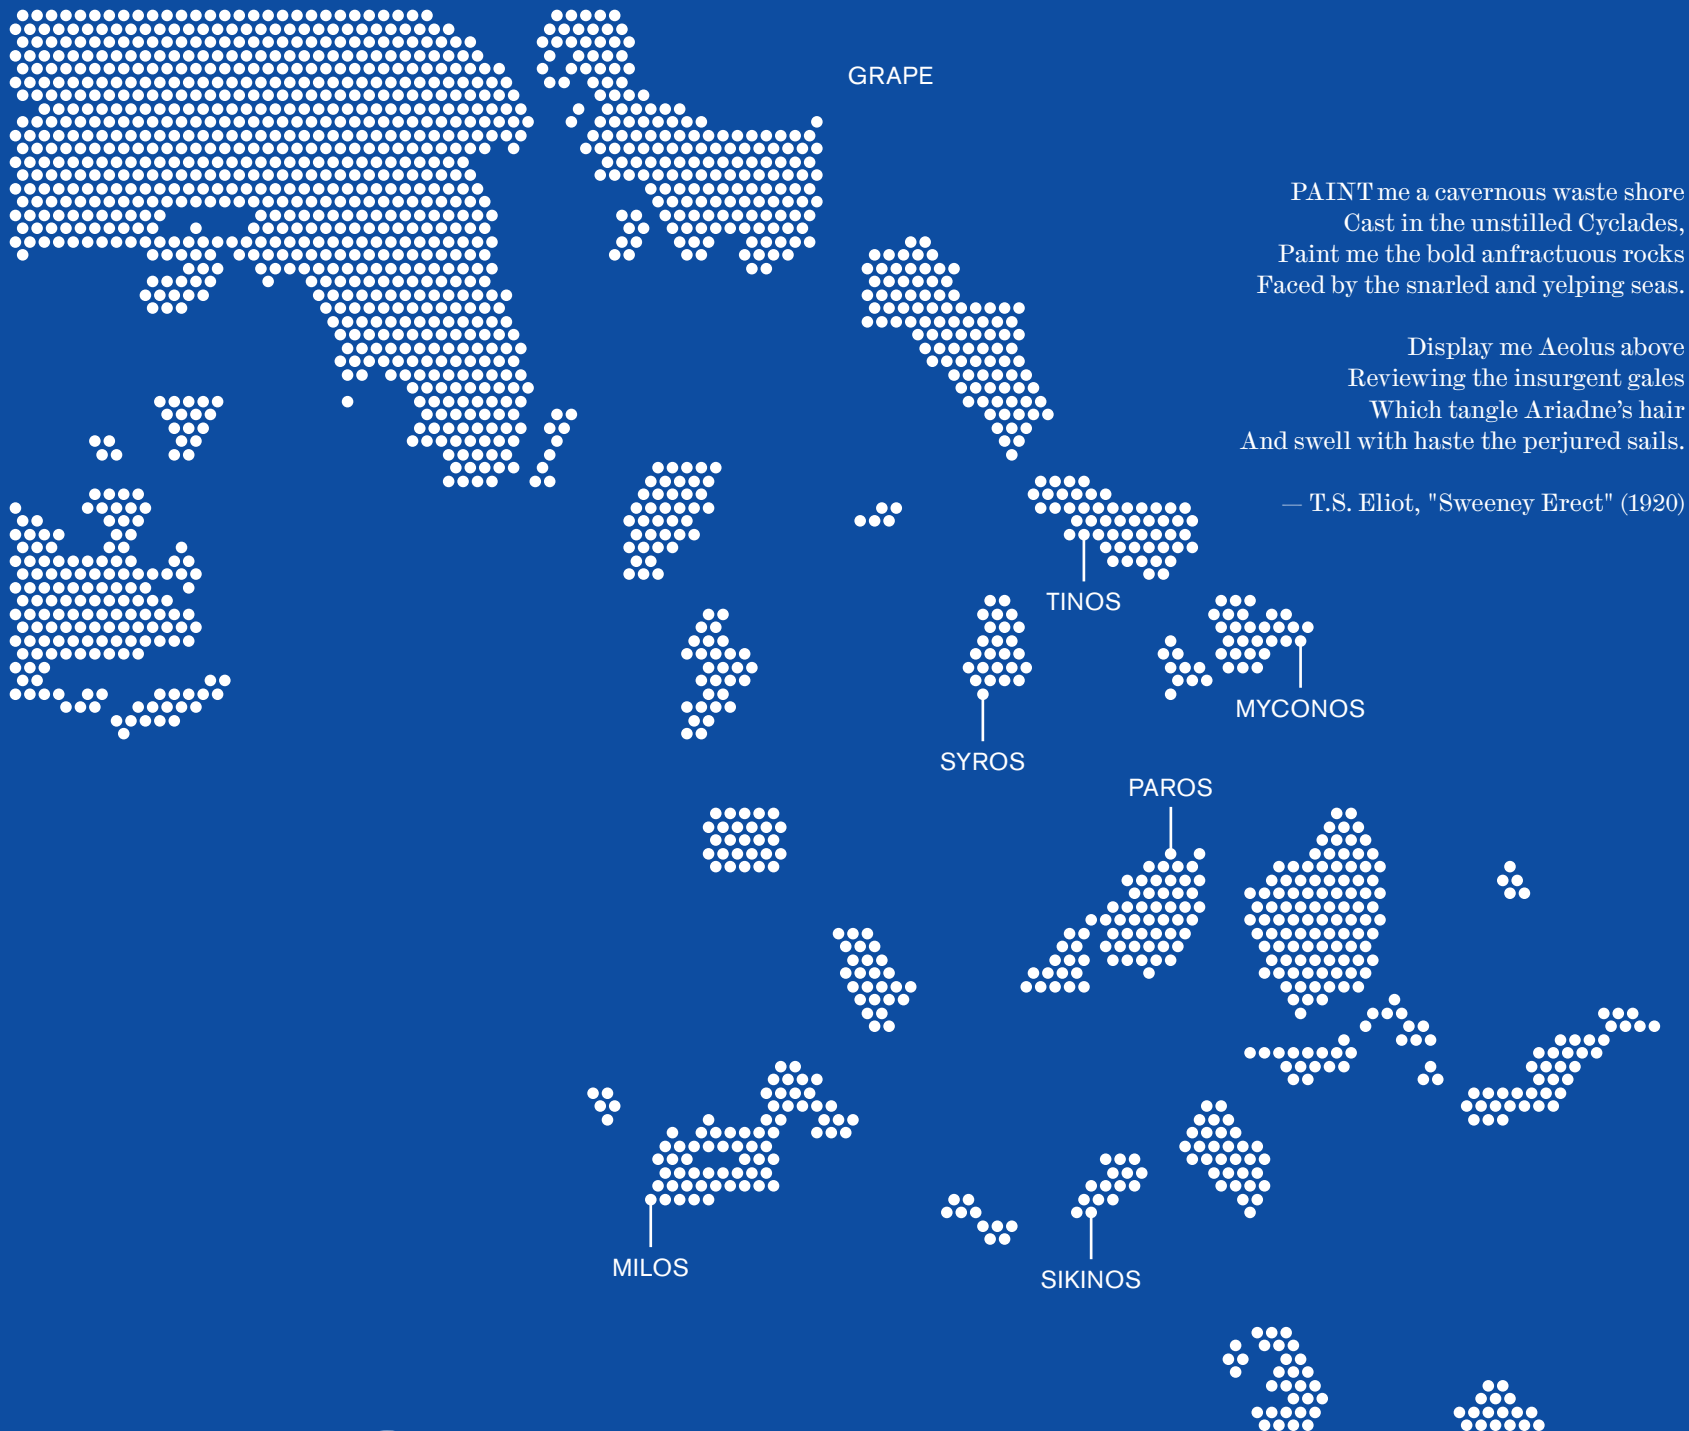 GRAPE
PAINT me a cavernous waste shore
Cast in the unstilled Cyclades,
Paint me the bold anfractuous rocks
Faced by the snarled and yelping seas.
Display me Aeolus above
Reviewing the insurgent gales
Which tangle Ariadne’s hair
And swell with haste the perjured sails.
— T.S. Eliot, "Sweeney Erect" (1920)
TINOS
MYCONOS
SYROS
PAROS
MILOS
SIKINOS